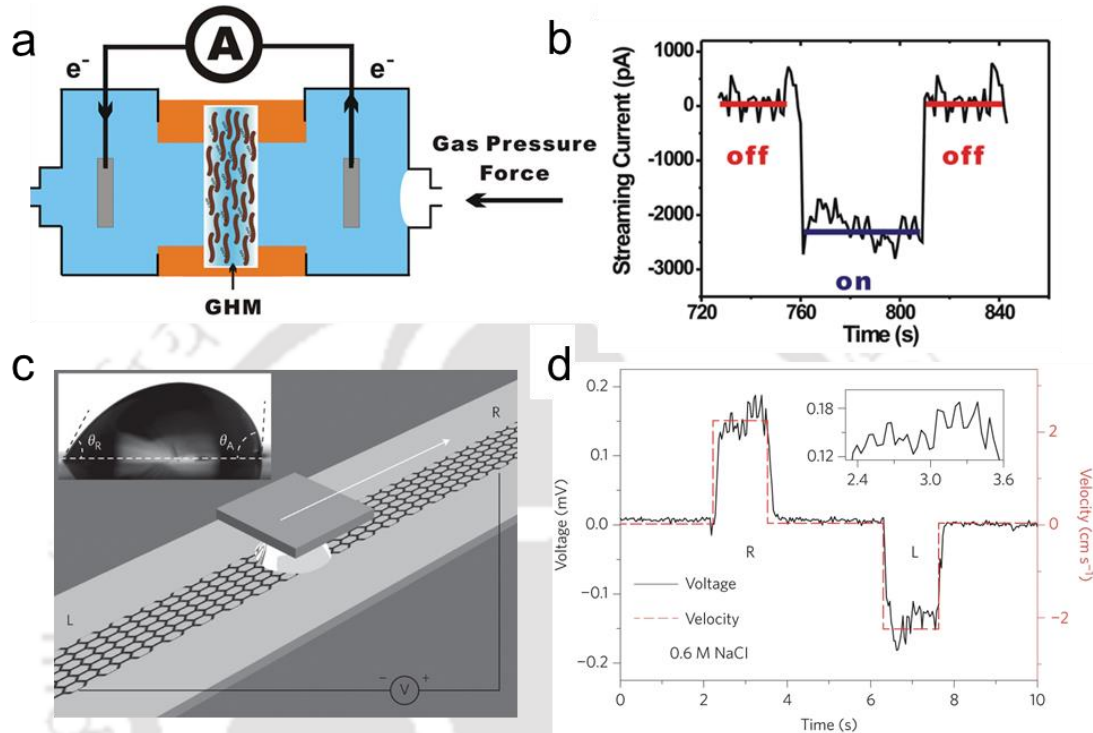 a
A
e-
e-
Gas Pressure
Force
GHM
b
Streaming Current (pA)
1000
0
-1000
-2000
-3000
off
off
on
720
760
800
840
Time (s)
c
θR
θA
R
L
− V +
d
Voltage (mV)
0.2
0.1
0.0
−0.1
−0.2
0.18
0.12
2.4
3.0
3.6
R
L
Voltage
Velocity
0.6 M NaCl
2
0
−2
Velocity (cm s⁻¹)
0
2
4
6
8
10
Time (s)